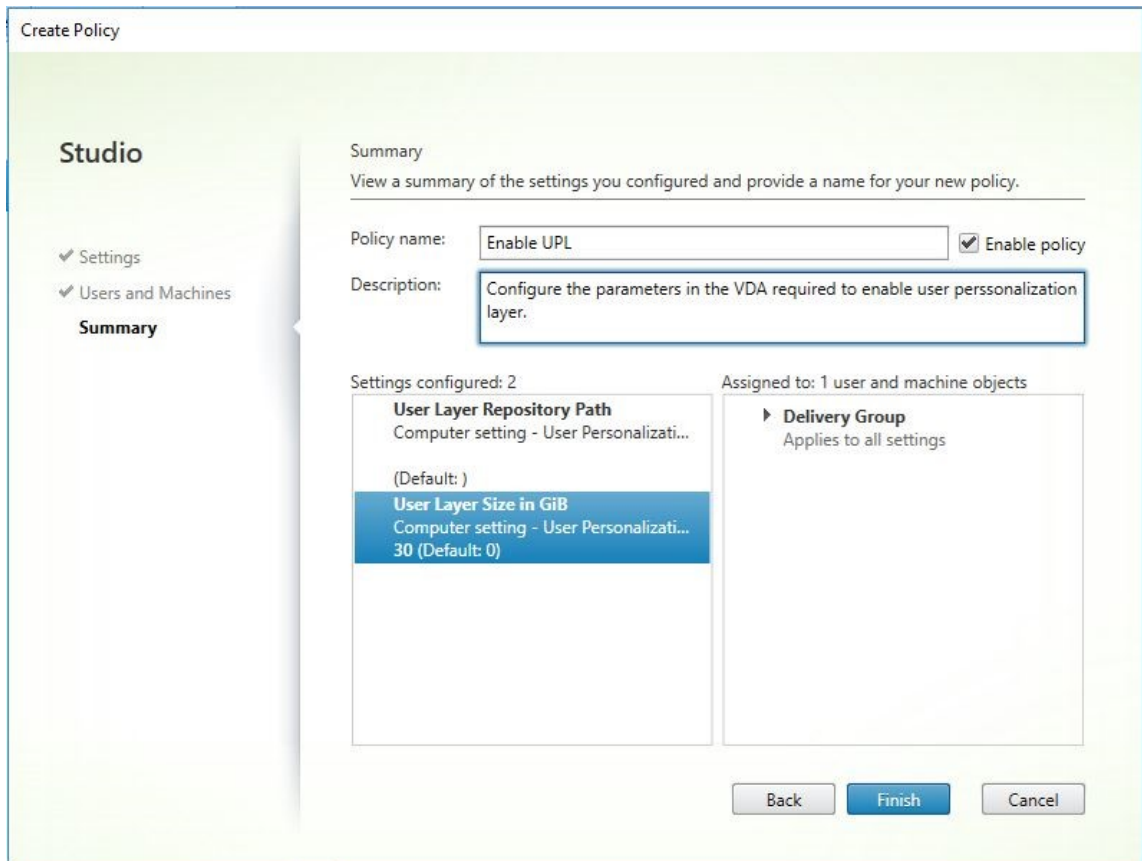 Create Policy
Studio
Settings
Users and Machines
Summary
Summary
View a summary of the settings you configured and provide a name for your new policy.
Policy name:
Enable UPL
Enable policy
Description:
Configure the parameters in the VDA required to enable user perssonalization
layer.
Settings configured: 2
User Layer Repository Path
Computer setting - User Personalizati...
(Default: )
User Layer Size in GiB
Computer setting - User Personalizati...
30 (Default: 0)
Assigned to: 1 user and machine objects
Delivery Group
Applies to all settings
Back
Finish
Cancel